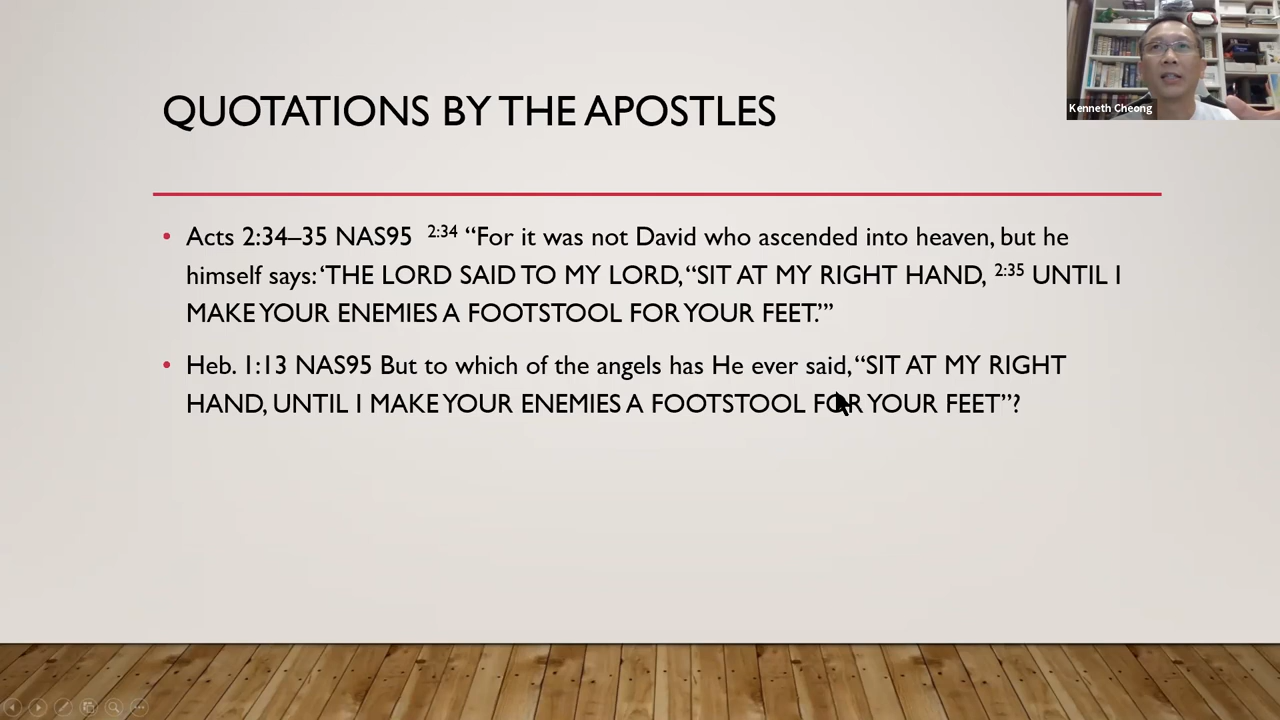 QUOTATIONS BY THE APOSTLES
Kenneth Cheong
• Acts 2:34–35 NAS95 2:34 “For it was not David who ascended into heaven, but he
himself says: ‘THE LORD SAID TO MY LORD, “SIT AT MY RIGHT HAND, 2:35 UNTIL I
MAKE YOUR ENEMIES A FOOTSTOOL FOR YOUR FEET.”’
• Heb. 1:13 NAS95 But to which of the angels has He ever said, “SIT AT MY RIGHT
HAND, UNTIL I MAKE YOUR ENEMIES A FOOTSTOOL FOR YOUR FEET”?